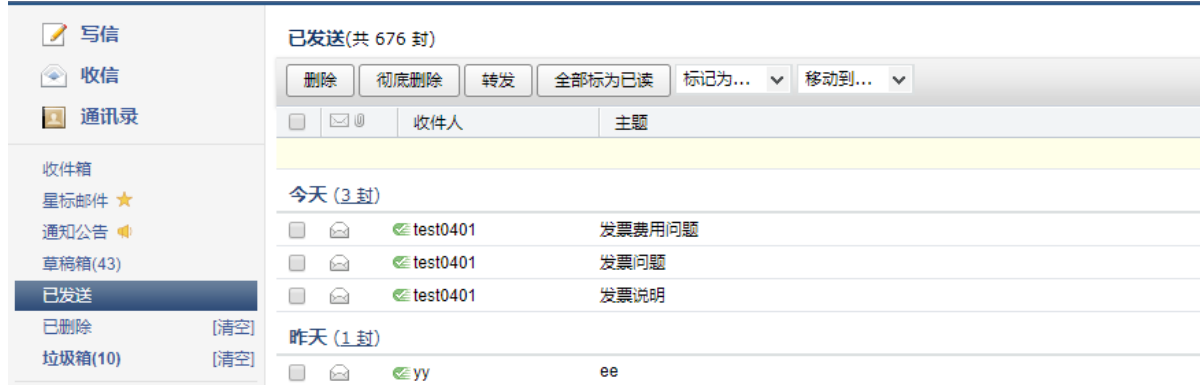 写信
收信
通讯录
收件箱
星标邮件
通知公告
草稿箱(43)
已发送
已删除 [清空]
垃圾箱(10) [清空]
已发送(共 676 封)
删除 彻底删除 转发 全部标为已读 标记为... 移动到...
收件人 主题
今天 (3 封)
test0401 发票费用问题
test0401 发票问题
test0401 发票说明
昨天 (1 封)
yy ee